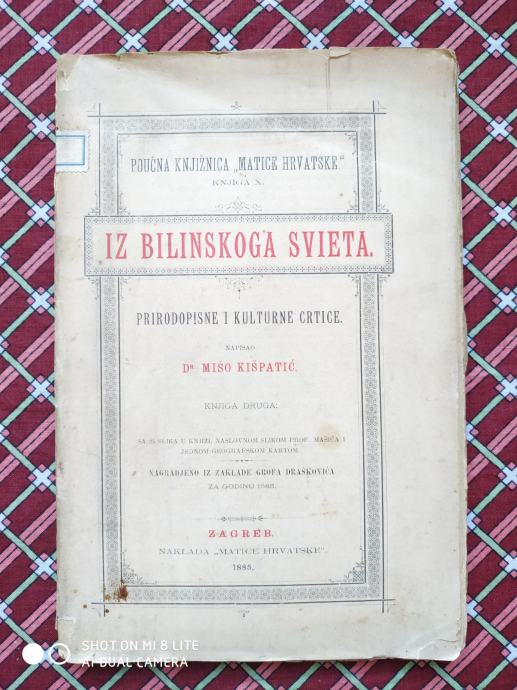 POUČNA KNJIŽNICA „MATICE HRVATSKE.“
KNJIGA X.
IZ BILINSKOGA SVIETA.
PRIRODOPISNE I KULTURNE CRTICE.
NAPISAO
DR. MIŠO KIŠPATIĆ.
KNJIGA DRUGA:
SA SLIKA U KNJIZI, NASLOVNOM SLIKOM PROF. MAŠIĆA I
JEDNOM GEOGRAFSKOM KARTOM
NAGRADJENO IZ ZAKLADE GROFA DRAŠKOVIĆA
ZA GODINU
ZAGREB.
NAKLADA „MATICE HRVATSKE“.
1885.
SHOT ON MI 8 LITE
AI DUAL CAMERA